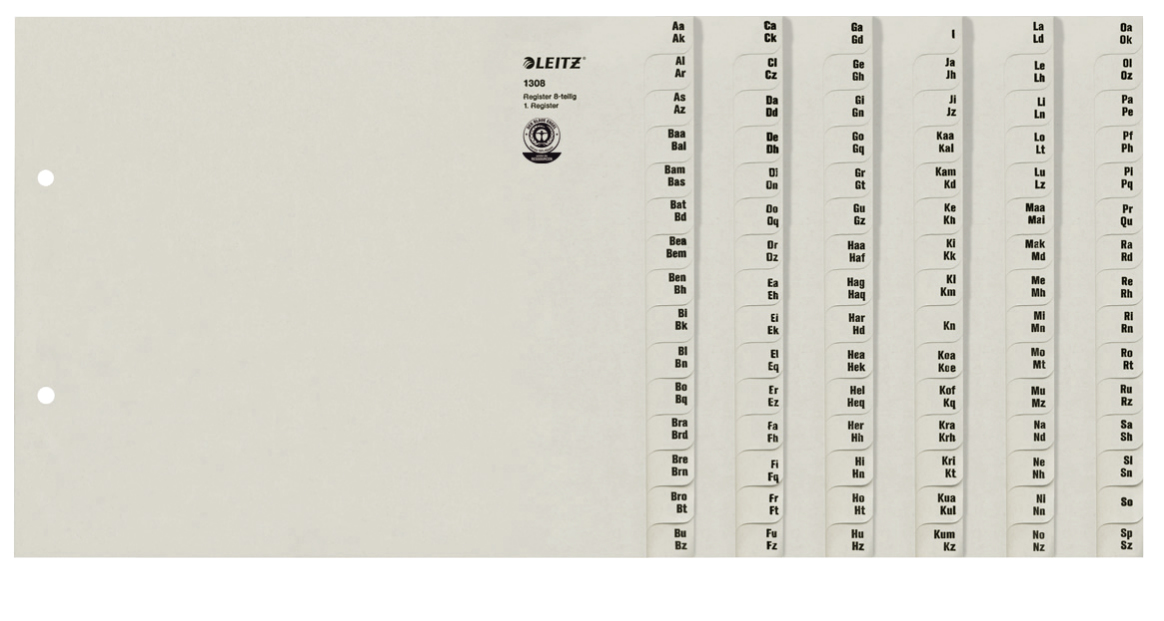 LEITZ
1308
Register 8-teilig
1. Register
Aa
Ak
Al
Ar
As
Az
Baa
Bal
Bam
Bas
Bat
Bd
Bea
Bem
Ben
Bh
Bi
Bk
Bl
Bn
Bo
Bq
Bra
Brd
Bre
Brn
Bro
Bt
Bu
Bz
Ca
Ck
Cl
Cz
Da
Dd
De
Dh
Di
Dn
Do
Dq
Dr
Dz
Ea
Eh
Ei
Ek
El
Eq
Er
Ez
Fa
Fh
Fi
Fq
Fr
Ft
Fu
Fz
Ga
Gd
Ge
Gh
Gi
Gn
Go
Gq
Gr
Gt
Gu
Gz
Haa
Haf
Hag
Haq
Har
Hd
Hea
Hek
Hel
Heq
Her
Hh
Hi
Hn
Ho
Ht
Hu
Hz
I
Ja
Jh
Ji
Jz
Kaa
Kal
Kam
Kd
Ke
Kh
Ki
Kk
Kl
Km
Kn
Koa
Koe
Kof
Kq
Kra
Krh
Kri
Kt
Kua
Kul
Kum
Kz
La
Ld
Le
Lh
Li
Ln
Lo
Lt
Lu
Lz
Maa
Mai
Mak
Md
Me
Mh
Mi
Mn
Mo
Mt
Mu
Mz
Na
Nd
Ne
Nh
Ni
Nn
No
Nz
Oa
Ok
Ol
Oz
Pa
Pe
Pf
Ph
Pi
Pq
Pr
Qu
Ra
Rd
Re
Rh
Ri
Rn
Ro
Rt
Ru
Rz
Sa
Sh
Si
Sn
So
Sp
Sz